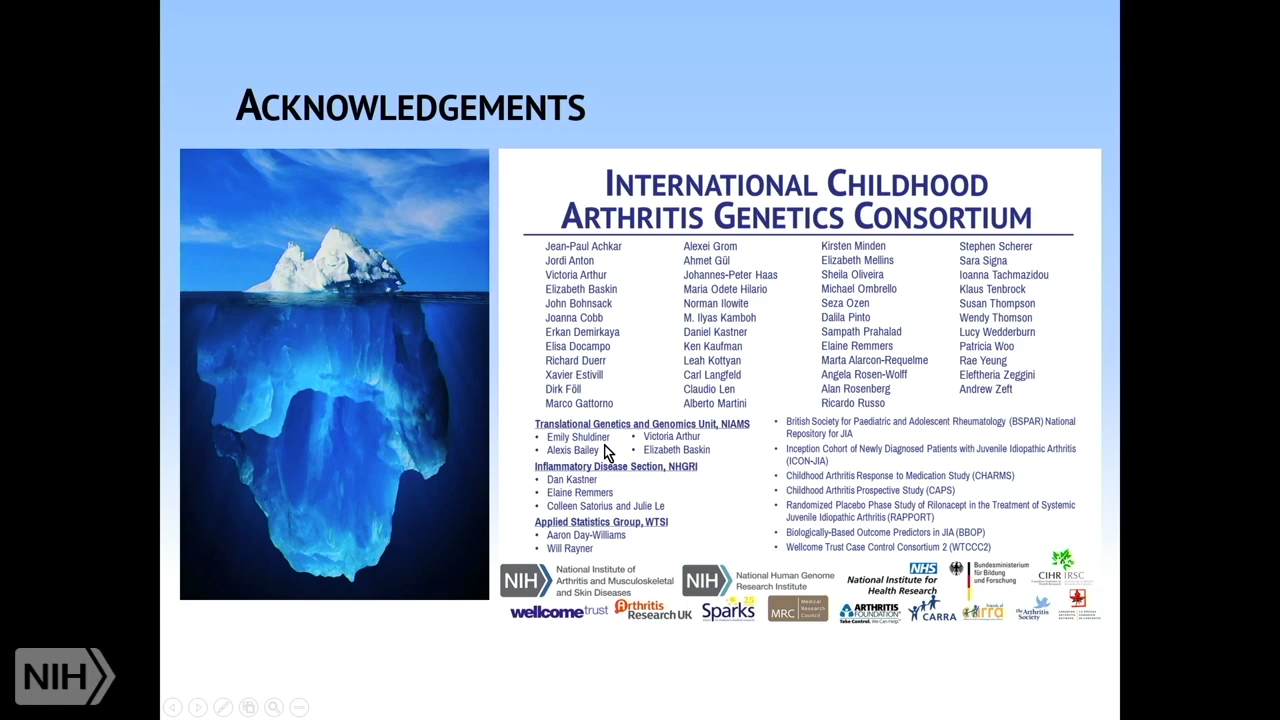 ACKNOWLEDGEMENTS
INTERNATIONAL CHILDHOOD
ARTHRITIS GENETICS CONSORTIUM
Jean-Paul Achkar
Jordi Anton
Victoria Arthur
Elizabeth Baskin
John Bohnsack
Joanna Cobb
Erkan Demirkaya
Elisa Docampo
Richard Duerr
Xavier Estivill
Dirk Föll
Marco Gattorno
Alexei Grom
Ahmet Gül
Johannes-Peter Haas
Maria Odete Hilario
Norman Ilowite
M. Ilyas Kamboh
Daniel Kastner
Ken Kaufman
Leah Kottyan
Carl Langfeld
Claudio Len
Alberto Martini
Kirsten Minden
Elizabeth Mellins
Sheila Oliveira
Michael Ombrello
Seza Ozen
Dalila Pinto
Sampath Prahalad
Elaine Remmers
Marta Alarcon-Requelme
Angela Rosen-Wolff
Alan Rosenberg
Ricardo Russo
Stephen Scherer
Sara Signa
Ioanna Tachmazidou
Klaus Tenbrock
Susan Thompson
Wendy Thomson
Lucy Wedderburn
Patricia Woo
Rae Yeung
Eleftheria Zeggini
Andrew Zeft
Translational Genetics and Genomics Unit, NIAMS
• Emily Shuldiner
• Alexis Bailey
• Victoria Arthur
• Elizabeth Baskin
Inflammatory Disease Section, NHGRI
• Dan Kastner
• Elaine Remmers
• Colleen Satorius and Julie Le
Applied Statistics Group, WTSI
• Aaron Day-Williams
• Will Rayner
• British Society for Paediatric and Adolescent Rheumatology (BSPAR) National
Repository for JIA
• Inception Cohort of Newly Diagnosed Patients with Juvenile Idiopathic Arthritis
(ICON-JIA)
• Childhood Arthritis Response to Medication Study (CHARMS)
• Childhood Arthritis Prospective Study (CAPS)
• Randomized Placebo Phase Study of Rilonacept in the Treatment of Systemic
Juvenile Idiopathic Arthritis (RAPPORT)
• Biologically-Based Outcome Predictors in JIA (BBOP)
• Wellcome Trust Case Control Consortium 2 (WTCCC2)
NIH
National Institute of
Arthritis and Musculoskeletal
and Skin Diseases
NIH
National Human Genome
Research Institute
NHS
National Institute for
Health Research
Bundesministerium
für Bildung
und Forschung
CIHR IRSC
wellcometrust
Arthritis
Research UK
Sparks
25
MRC
Medical
Research
Council
ARTHRITIS
FOUNDATION
Take Control. We Can Help.
CARRA
The Arthritis
Society
NIH